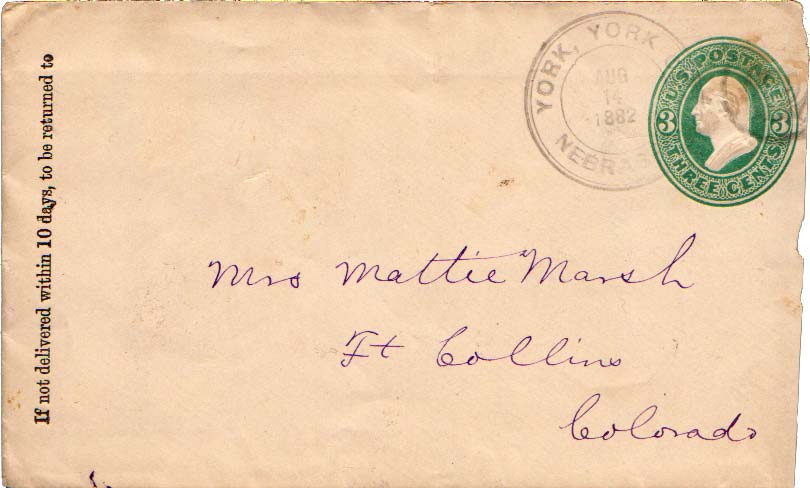 If not delivered within 10 days, to be returned to
YORK, YORK
AUG
14
1882
NEBRA
U.S. POSTAGE
3 3
THREE CENTS
Mrs Mattie Marsh
Ft Collins
Colorado